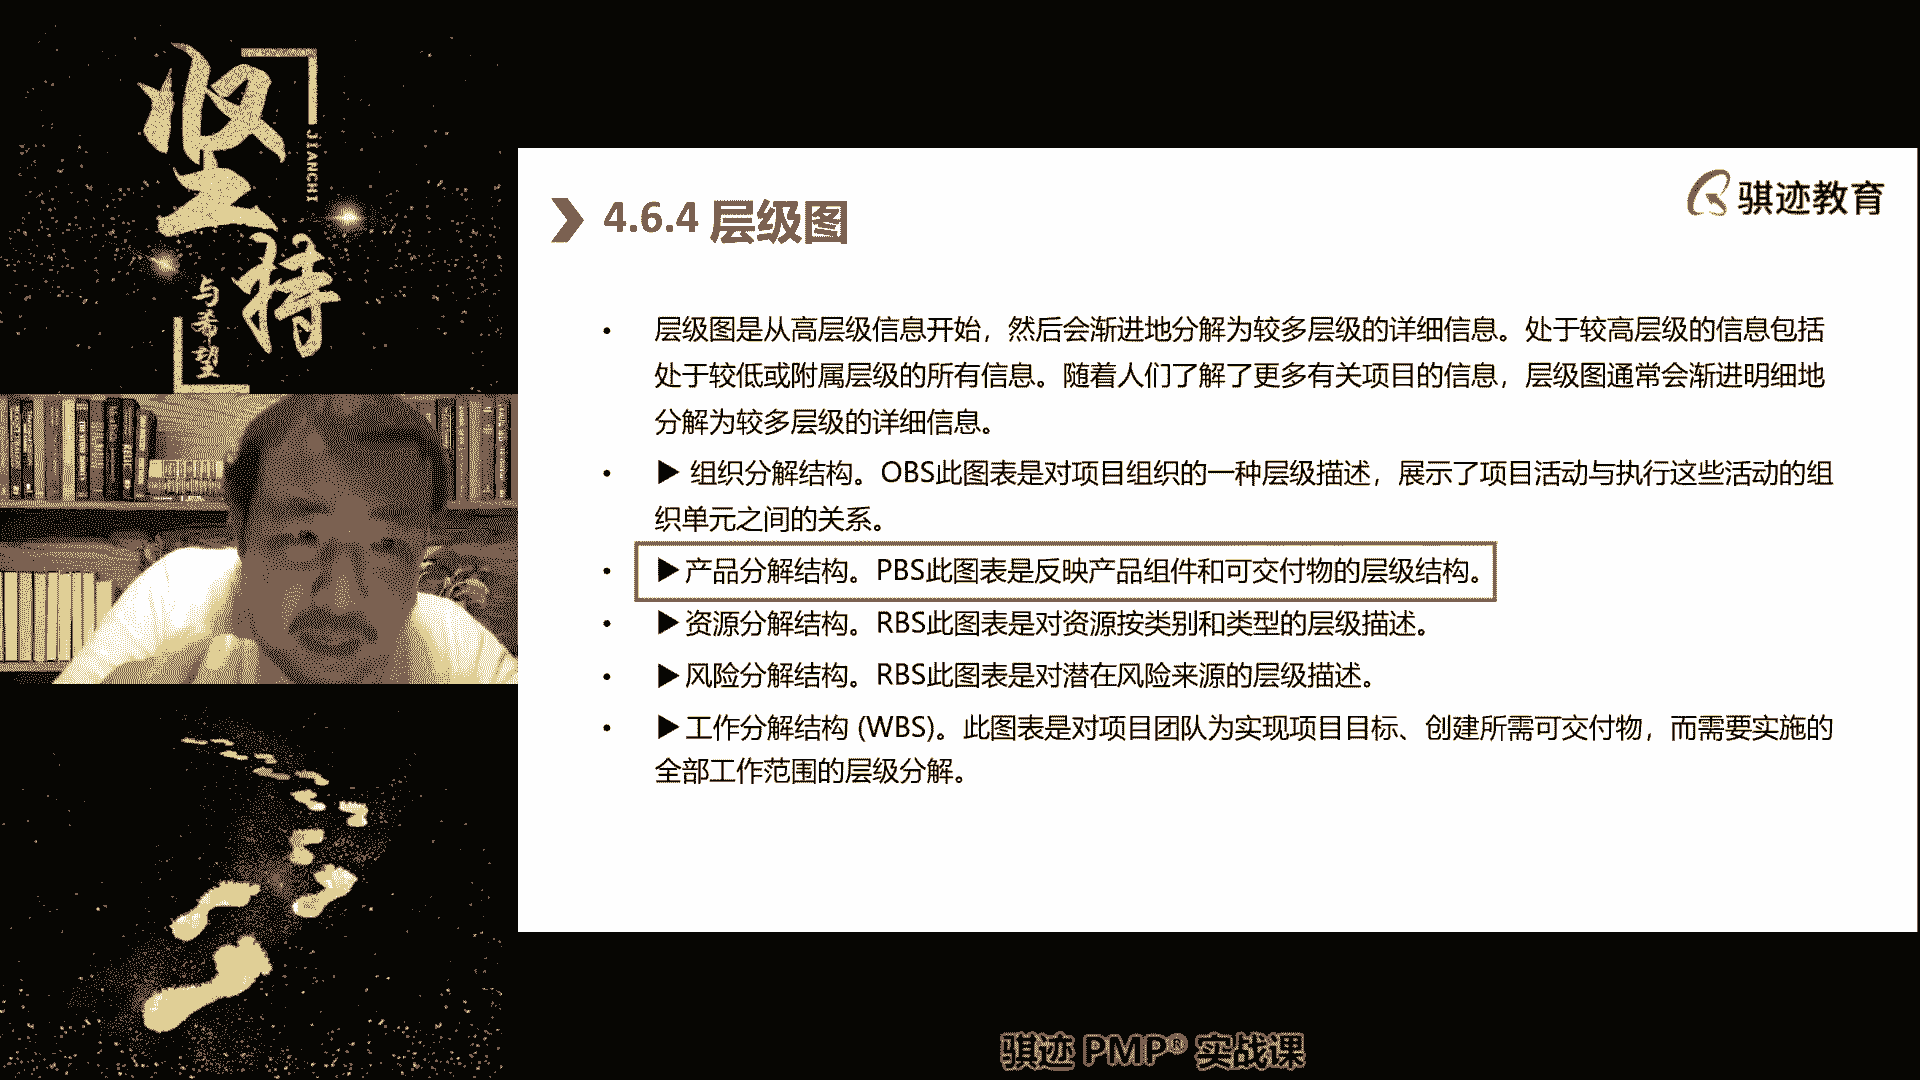 坚持
JIANCHI
与希望
骐迹教育
4.6.4 层级图
• 层级图是从高层级信息开始，然后会渐进地分解为较多层级的详细信息。处于较高层级的信息包括
处于较低或附属层级的所有信息。随着人们了解了更多有关项目的信息，层级图通常会渐进明细地
分解为较多层级的详细信息。
• ▶ 组织分解结构。OBS此图表是对项目组织的一种层级描述，展示了项目活动与执行这些活动的组
织单元之间的关系。
• ▶产品分解结构。PBS此图表是反映产品组件和可交付物的层级结构。
• ▶资源分解结构。RBS此图表是对资源按类别和类型的层级描述。
• ▶风险分解结构。RBS此图表是对潜在风险来源的层级描述。
• ▶工作分解结构 (WBS)。此图表是对项目团队为实现项目目标、创建所需可交付物，而需要实施的
全部工作范围的层级分解。
骐迹 PMP® 实战课